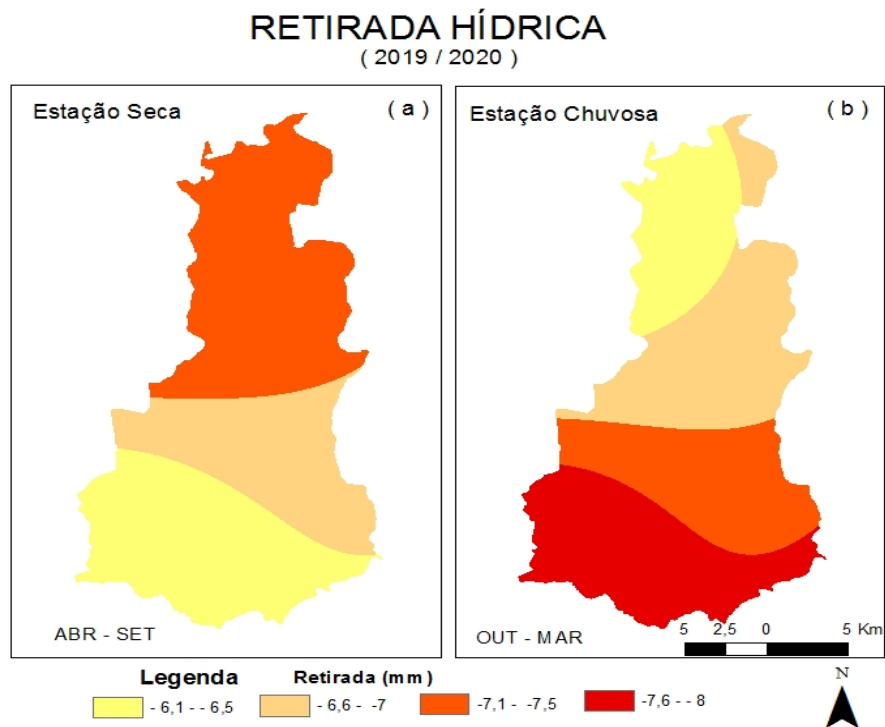 RETIRADA HÍDRICA
( 2019 / 2020 )
Estação Seca ( a )
ABR - SET
Estação Chuvosa ( b )
OUT - MAR
5 2,5 0 5 Km
N
Legenda Retirada (mm)
- 6,1 - - 6,5 - 6,6 - -7 -7,1 - -7,5 -7,6 - - 8